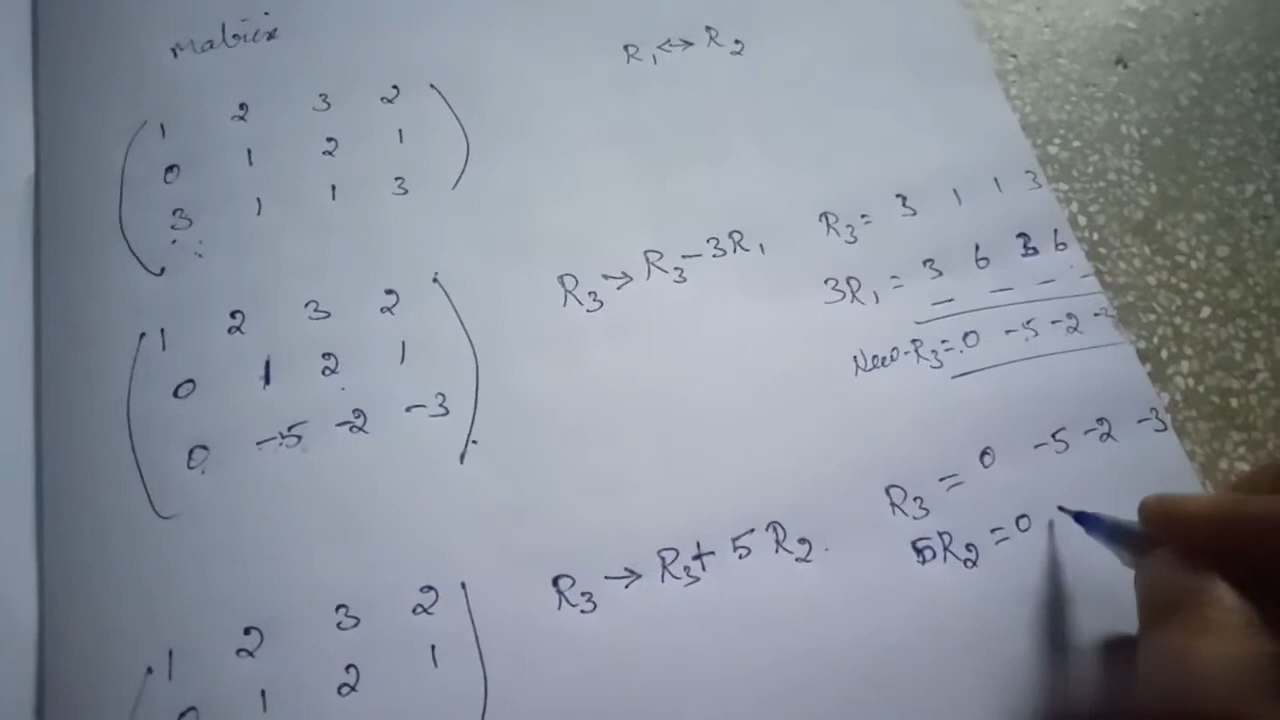 matrix
R₁ ↔ R₂
1 2 3 2
0 1 2 1
3 1 1 3
R₃ → R₃ - 3R₁
R₃ = 3 1 1 3
3R₁ = 3 6 3 6
New R₃ = 0 -5 -2 -3
1 2 3 2
0 1 2 1
0 -5 -2 -3
R₃ → R₃ + 5R₂
R₃ = 0 -5 -2 -3
5R₂ = 0
1 2 3 2
0 1 2 1